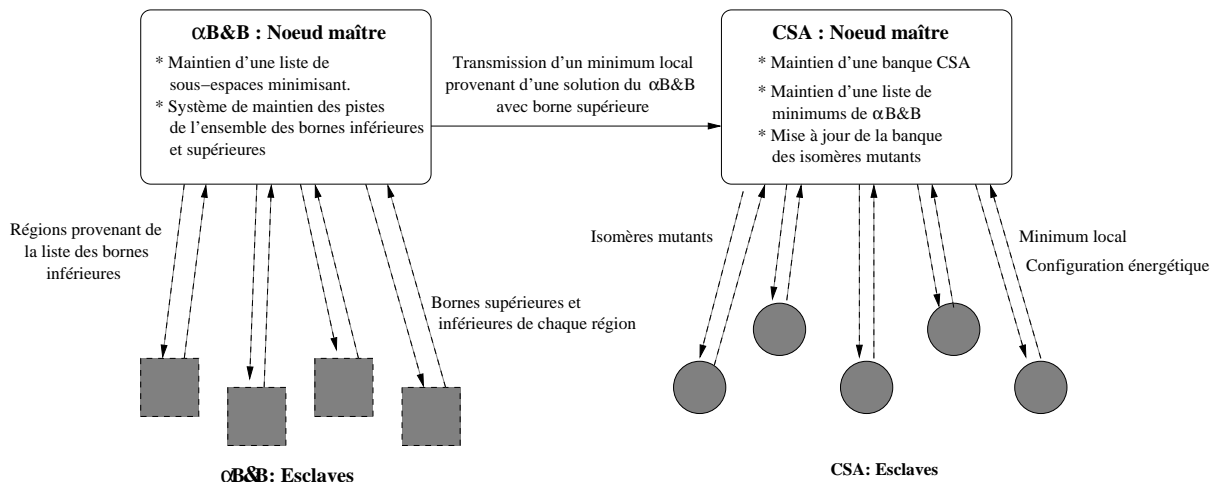 αB&B : Noeud maître
* Maintien d'une liste de
sous−espaces minimisant.
* Système de maintien des pistes
de l'ensemble des bornes inférieures
et supérieures
Transmission d'un minimum local
provenant d'une solution du αB&B
avec borne supérieure
CSA : Noeud maître
* Maintien d'une banque CSA
* Maintien d'une liste de
minimums de αB&B
* Mise à jour de la banque
des isomères mutants
Régions provenant de
la liste des bornes
inférieures
Bornes supérieures et
inférieures de chaque région
Isomères mutants
Minimum local
Configuration énergétique
αB&B: Esclaves
CSA: Esclaves